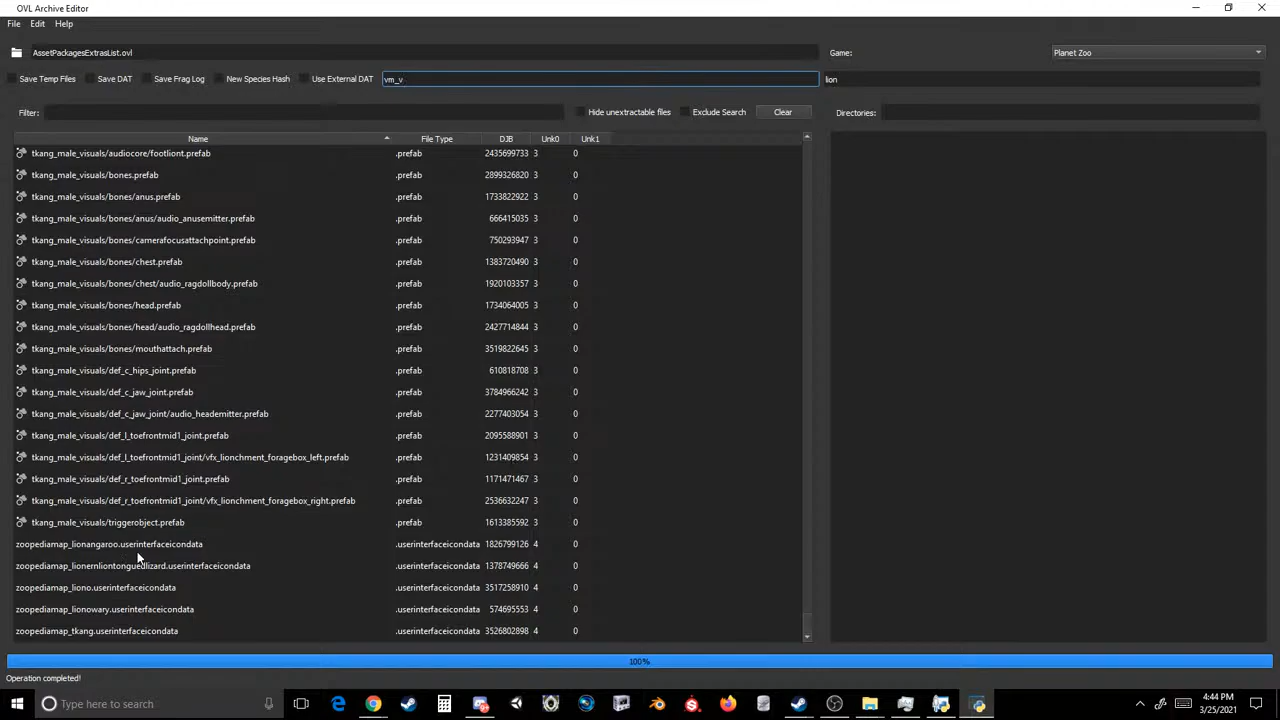 OVL Archive Editor
File Edit Help
AssetPackagesExtrasList.ovl Game: Planet Zoo
Save Temp Files Save DAT Save Frag Log New Species Hash Use External DAT vm_v lion
Filter: Hide unextractable files Exclude Search Clear Directories:
Name File Type DJB Unk0 Unk1
tkang_male_visuals/audiocore/footliont.prefab .prefab 2435699733 3 0
tkang_male_visuals/bones.prefab .prefab 2899326820 3 0
tkang_male_visuals/bones/anus.prefab .prefab 1733822922 3 0
tkang_male_visuals/bones/anus/audio_anusemitter.prefab .prefab 666415035 3 0
tkang_male_visuals/bones/camerafocusattachpoint.prefab .prefab 750293947 3 0
tkang_male_visuals/bones/chest.prefab .prefab 1383720490 3 0
tkang_male_visuals/bones/chest/audio_ragdollbody.prefab .prefab 1920103357 3 0
tkang_male_visuals/bones/head.prefab .prefab 1734064005 3 0
tkang_male_visuals/bones/head/audio_ragdollhead.prefab .prefab 2427714844 3 0
tkang_male_visuals/bones/mouthattach.prefab .prefab 3519822645 3 0
tkang_male_visuals/def_c_hips_joint.prefab .prefab 610818708 3 0
tkang_male_visuals/def_c_jaw_joint.prefab .prefab 3784966242 3 0
tkang_male_visuals/def_c_jaw_joint/audio_heademitter.prefab .prefab 2277403054 3 0
tkang_male_visuals/def_l_toefrontmid1_joint.prefab .prefab 2095588901 3 0
tkang_male_visuals/def_l_toefrontmid1_joint/vfx_lionchment_foragebox_left.prefab .prefab 1231409854 3 0
tkang_male_visuals/def_r_toefrontmid1_joint.prefab .prefab 1171471467 3 0
tkang_male_visuals/def_r_toefrontmid1_joint/vfx_lionchment_foragebox_right.prefab .prefab 2536632247 3 0
tkang_male_visuals/triggerobject.prefab .prefab 1613385592 3 0
zoopediamap_lionangaroo.userinterfaceicondata .userinterfaceicondata 1826799126 4 0
zoopediamap_lionernliontonguedlizard.userinterfaceicondata .userinterfaceicondata 1378749666 4 0
zoopediamap_liono.userinterfaceicondata .userinterfaceicondata 3517258910 4 0
zoopediamap_lionowary.userinterfaceicondata .userinterfaceicondata 574695553 4 0
zoopediamap_tkang.userinterfaceicondata .userinterfaceicondata 3526802898 4 0
100%
Operation completed!
Type here to search
4:44 PM
3/25/2021